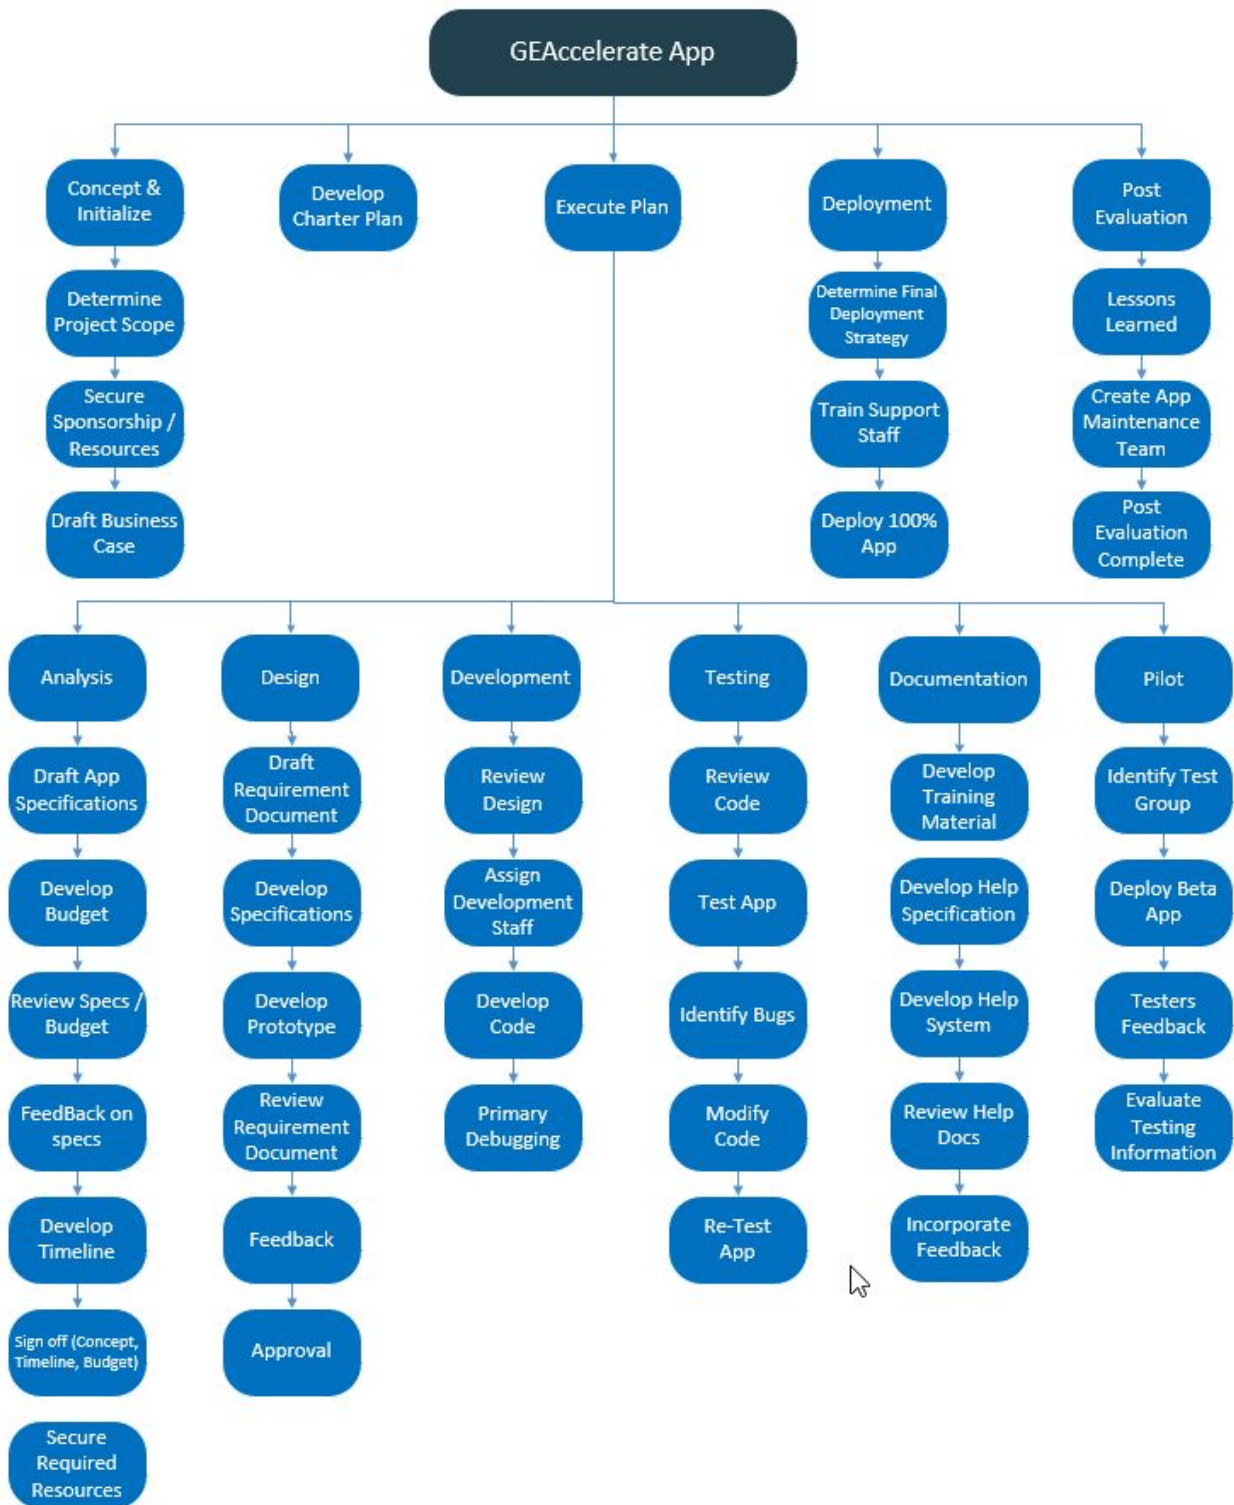 GEAccelerate App
Concept &
Initialize
Develop
Charter Plan
Execute Plan
Deployment
Post
Evaluation
Determine
Project Scope
Determine Final
Deployment
Strategy
Lessons
Learned
Secure
Sponsorship /
Resources
Train Support
Staff
Create App
Maintenance
Team
Draft Business
Case
Deploy 100%
App
Post
Evaluation
Complete
Analysis
Design
Development
Testing
Documentation
Pilot
Draft App
Specifications
Draft
Requirement
Document
Review
Design
Review
Code
Develop
Training
Material
Identify Test
Group
Develop
Budget
Develop
Specifications
Assign
Development
Staff
Test App
Develop Help
Specification
Deploy Beta
App
Review Specs /
Budget
Develop
Prototype
Develop
Code
Identify Bugs
Develop Help
System
Testers
Feedback
FeedBack on
specs
Review
Requirement
Document
Primary
Debugging
Modify
Code
Review Help
Docs
Evaluate
Testing
Information
Develop
Timeline
Feedback
Re-Test
App
Incorporate
Feedback
Sign off (Concept,
Timeline, Budget)
Approval
Secure
Required
Resources